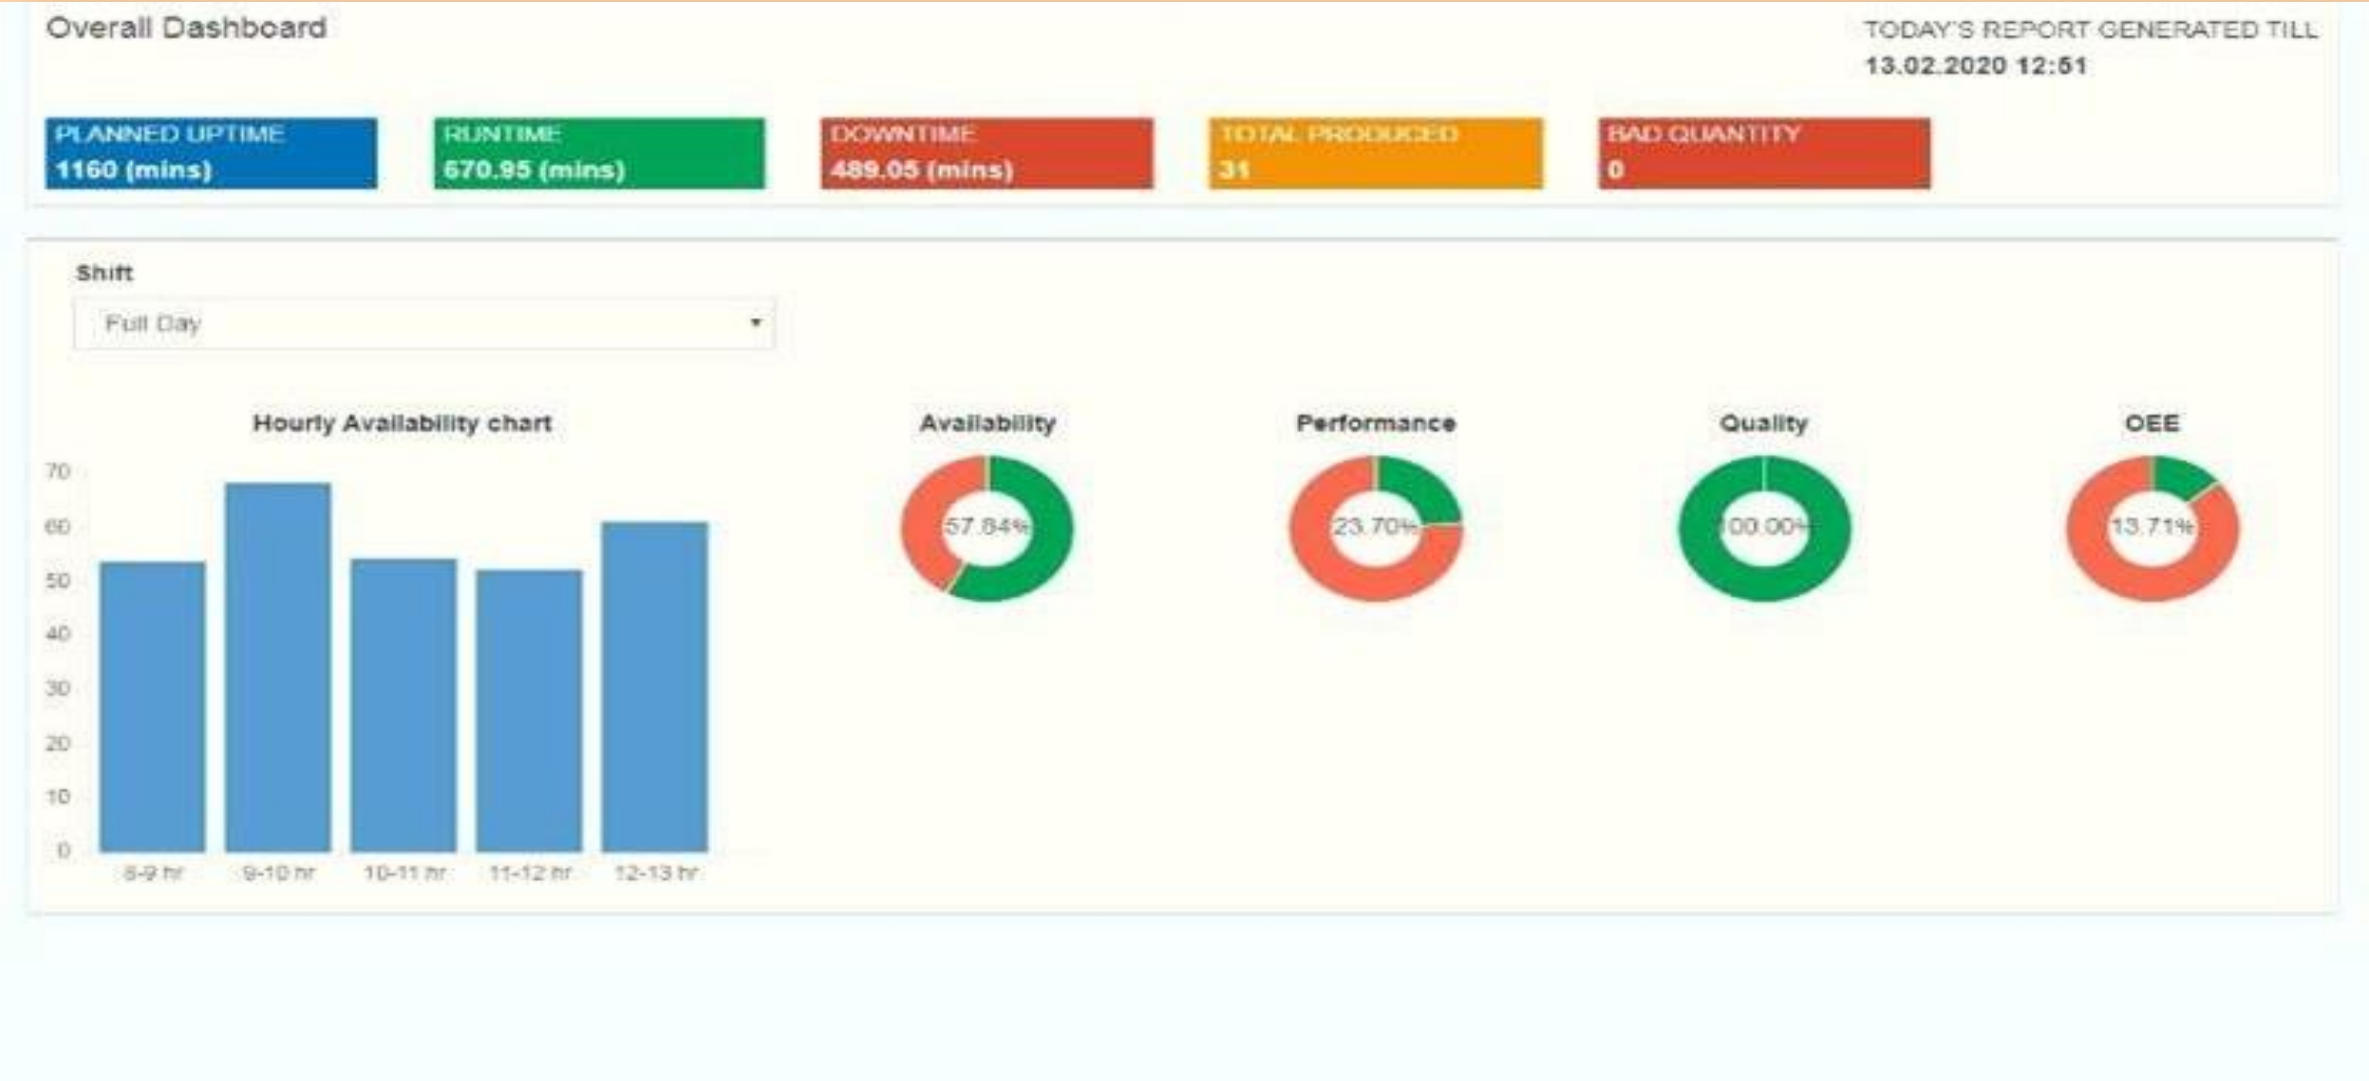 Overall Dashboard
TODAY'S REPORT GENERATED TILL
13.02.2020 12:51
PLANNED UPTIME
1160 (mins)
RUNTIME
670.95 (mins)
DOWNTIME
489.05 (mins)
TOTAL PRODUCED
31
BAD QUANTITY
0
Shift
Full Day
Hourly Availability chart
70
60
50
40
30
20
10
0
8-9 hr
9-10 hr
10-11 hr
11-12 hr
12-13 hr
Availability
57.84%
Performance
23.70%
Quality
00.00%
OEE
13.71%